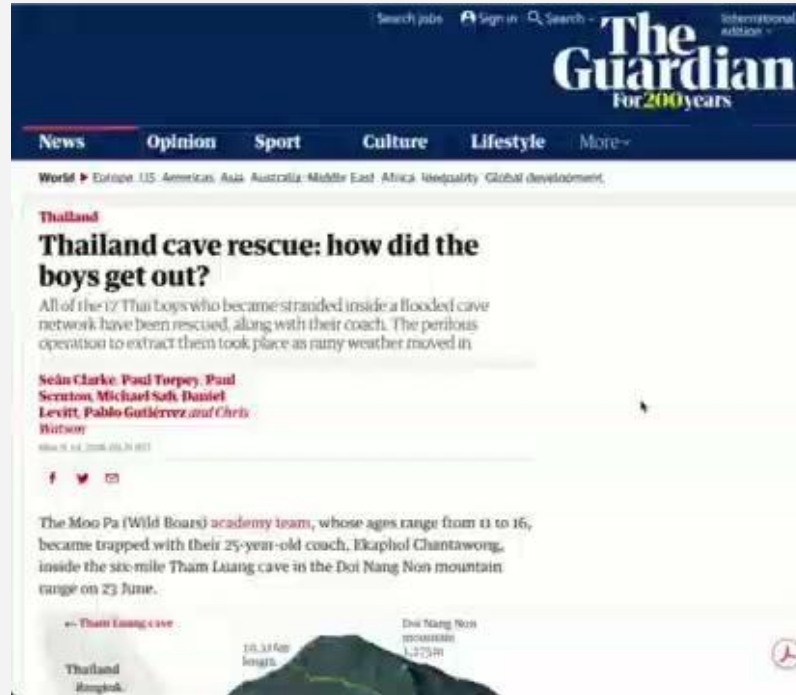 Search jobs Sign in Search
International
edition
The
Guardian
For 200 years
News Opinion Sport Culture Lifestyle More
World Europe US Americas Asia Australia Middle East Africa Inequality Global development
Thailand
Thailand cave rescue: how did the
boys get out?
All of the 12 Thai boys who became stranded inside a flooded cave
network have been rescued, along with their coach. The perilous
operation to extract them took place as rainy weather moved in
Seán Clarke, Paul Torpey, Paul
Scruton, Michael Safi, Daniel
Levitt, Pablo Gutiérrez and Chris
Watson
The Moo Pa (Wild Boars) academy team, whose ages range from 11 to 16,
became trapped with their 25-year-old coach, Ekaphol Chantawong,
inside the six-mile Tham Luang cave in the Doi Nang Non mountain
range on 23 June.
← Tham Luang cave
Doi Nang Non
mountain
length
Thailand
Bangkok